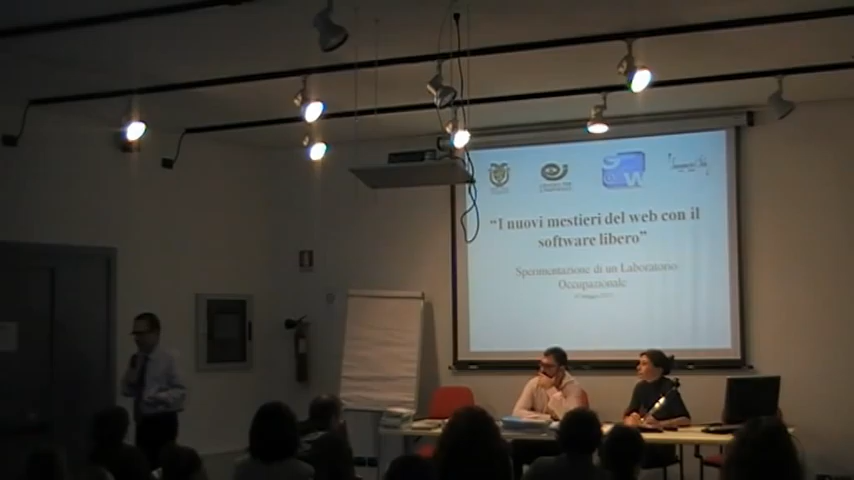 “I nuovi mestieri del web con il
software libero”
Sperimentazione di un Laboratorio
Occupazionale